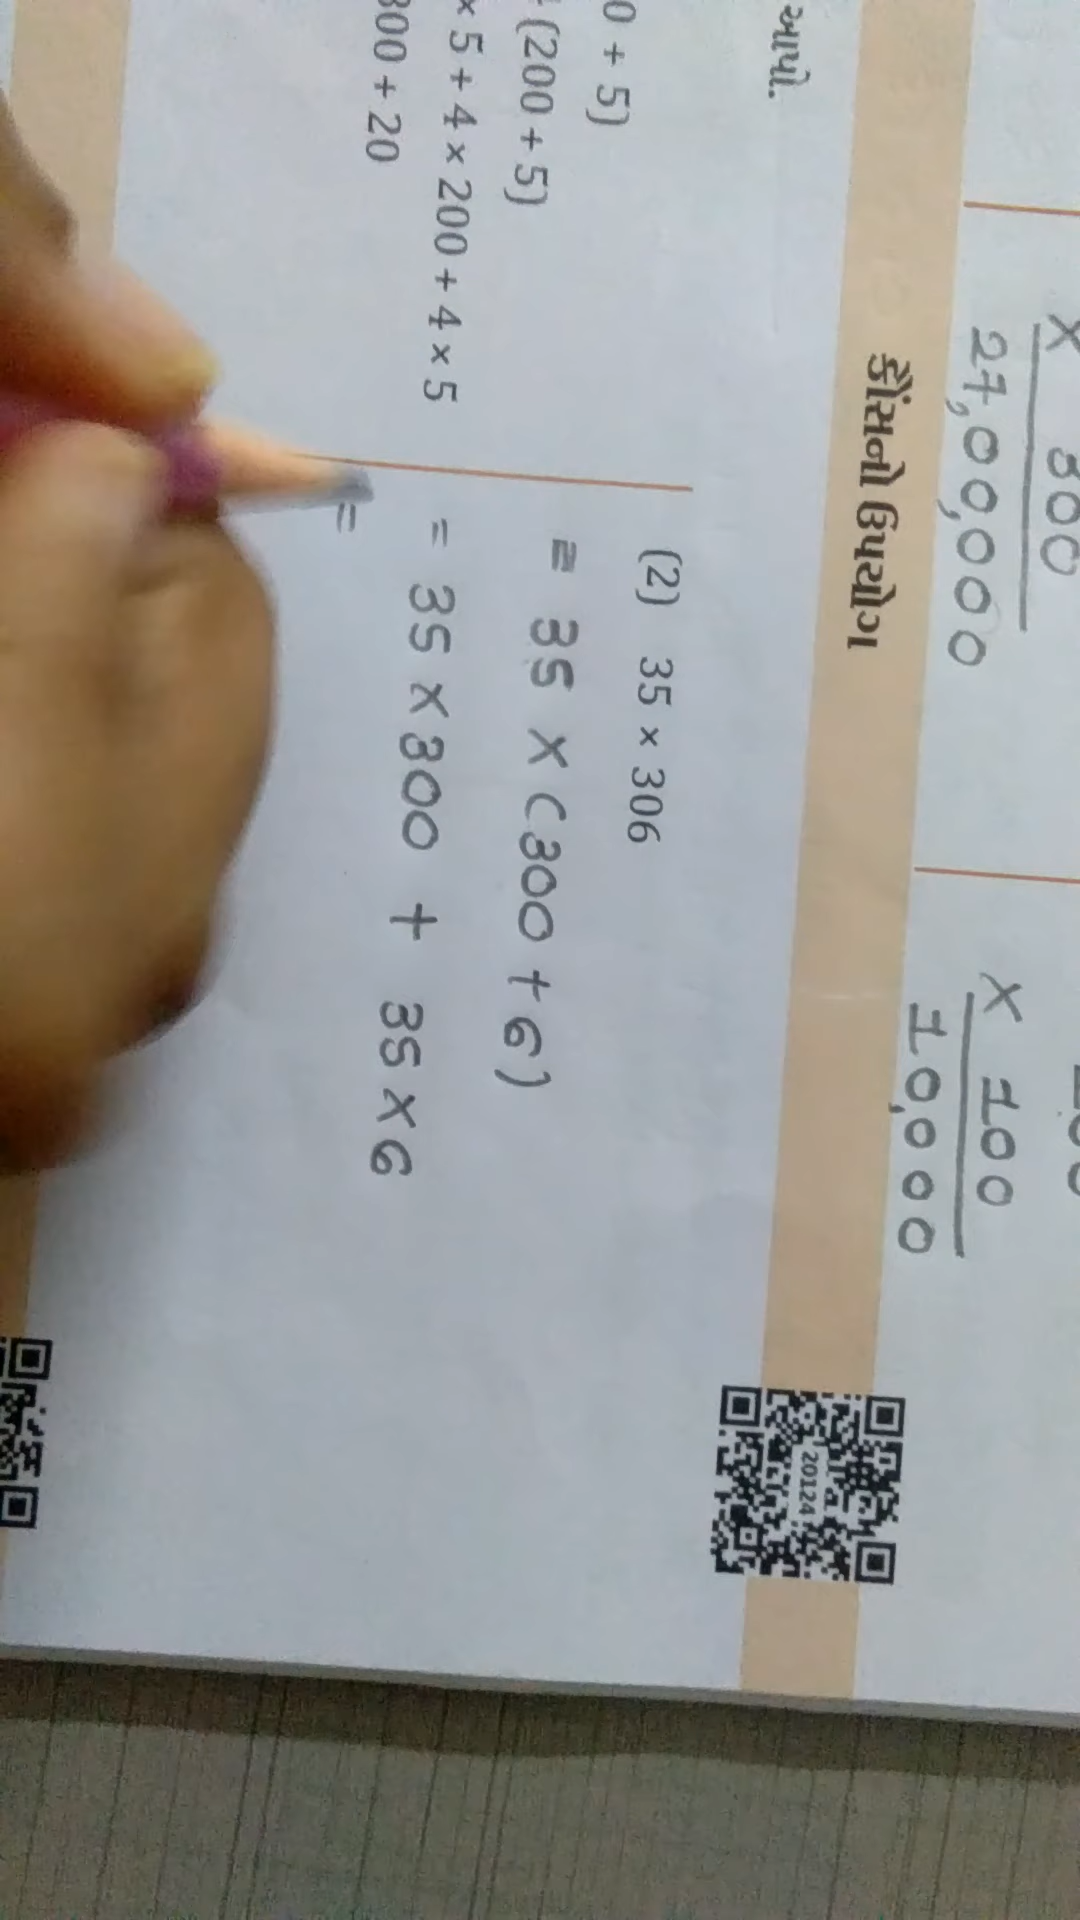 300
X 100
27,00,000
10,000
કૌંસનો ઉપયોગ
20124
આપો.
0 + 5)
(200 + 5)
× 5 + 4 × 200 + 4 × 5
300 + 20
(2) 35 × 306
= 35 X (300 + 6)
= 35 X 300 + 35 X 6
=